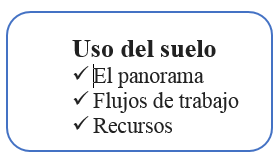 Uso del suelo
✓ El panorama
✓ Flujos de trabajo
✓ Recursos